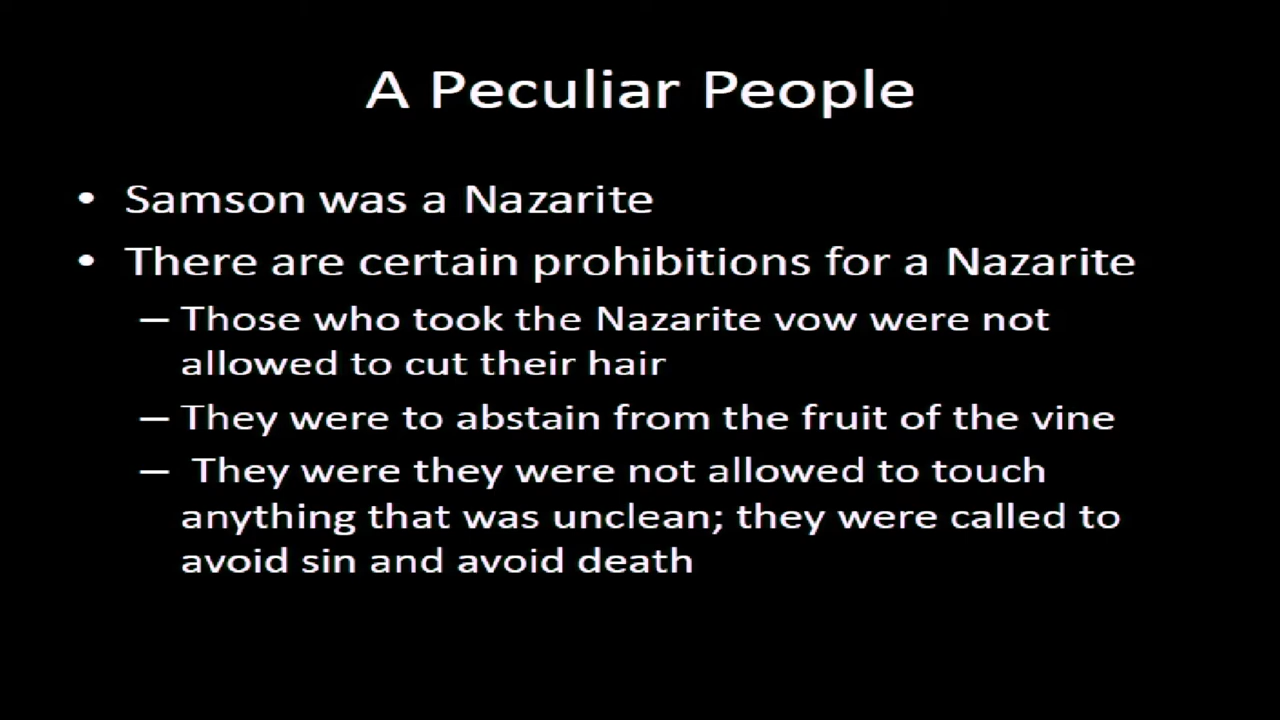 A Peculiar People
• Samson was a Nazarite
• There are certain prohibitions for a Nazarite
– Those who took the Nazarite vow were not
allowed to cut their hair
– They were to abstain from the fruit of the vine
– They were they were not allowed to touch
anything that was unclean; they were called to
avoid sin and avoid death